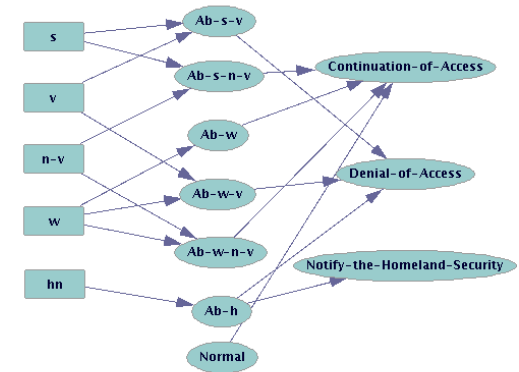 s
v
n-v
w
hn
Ab-s-v
Ab-s-n-v
Ab-w
Ab-w-v
Ab-w-n-v
Ab-h
Normal
Continuation-of-Access
Denial-of-Access
Notify-the-Homeland-Security